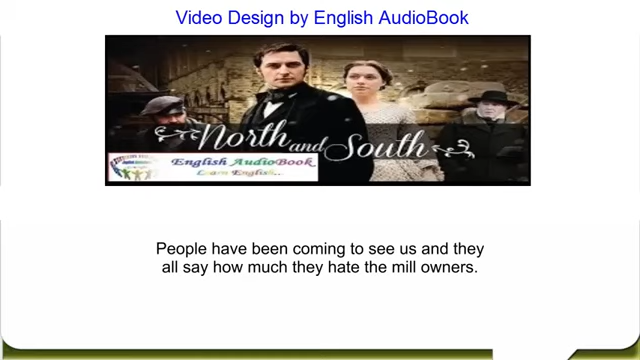 Video Design by English AudioBook
North and South
English AudioBook
Learn English...
People have been coming to see us and they
all say how much they hate the mill owners.